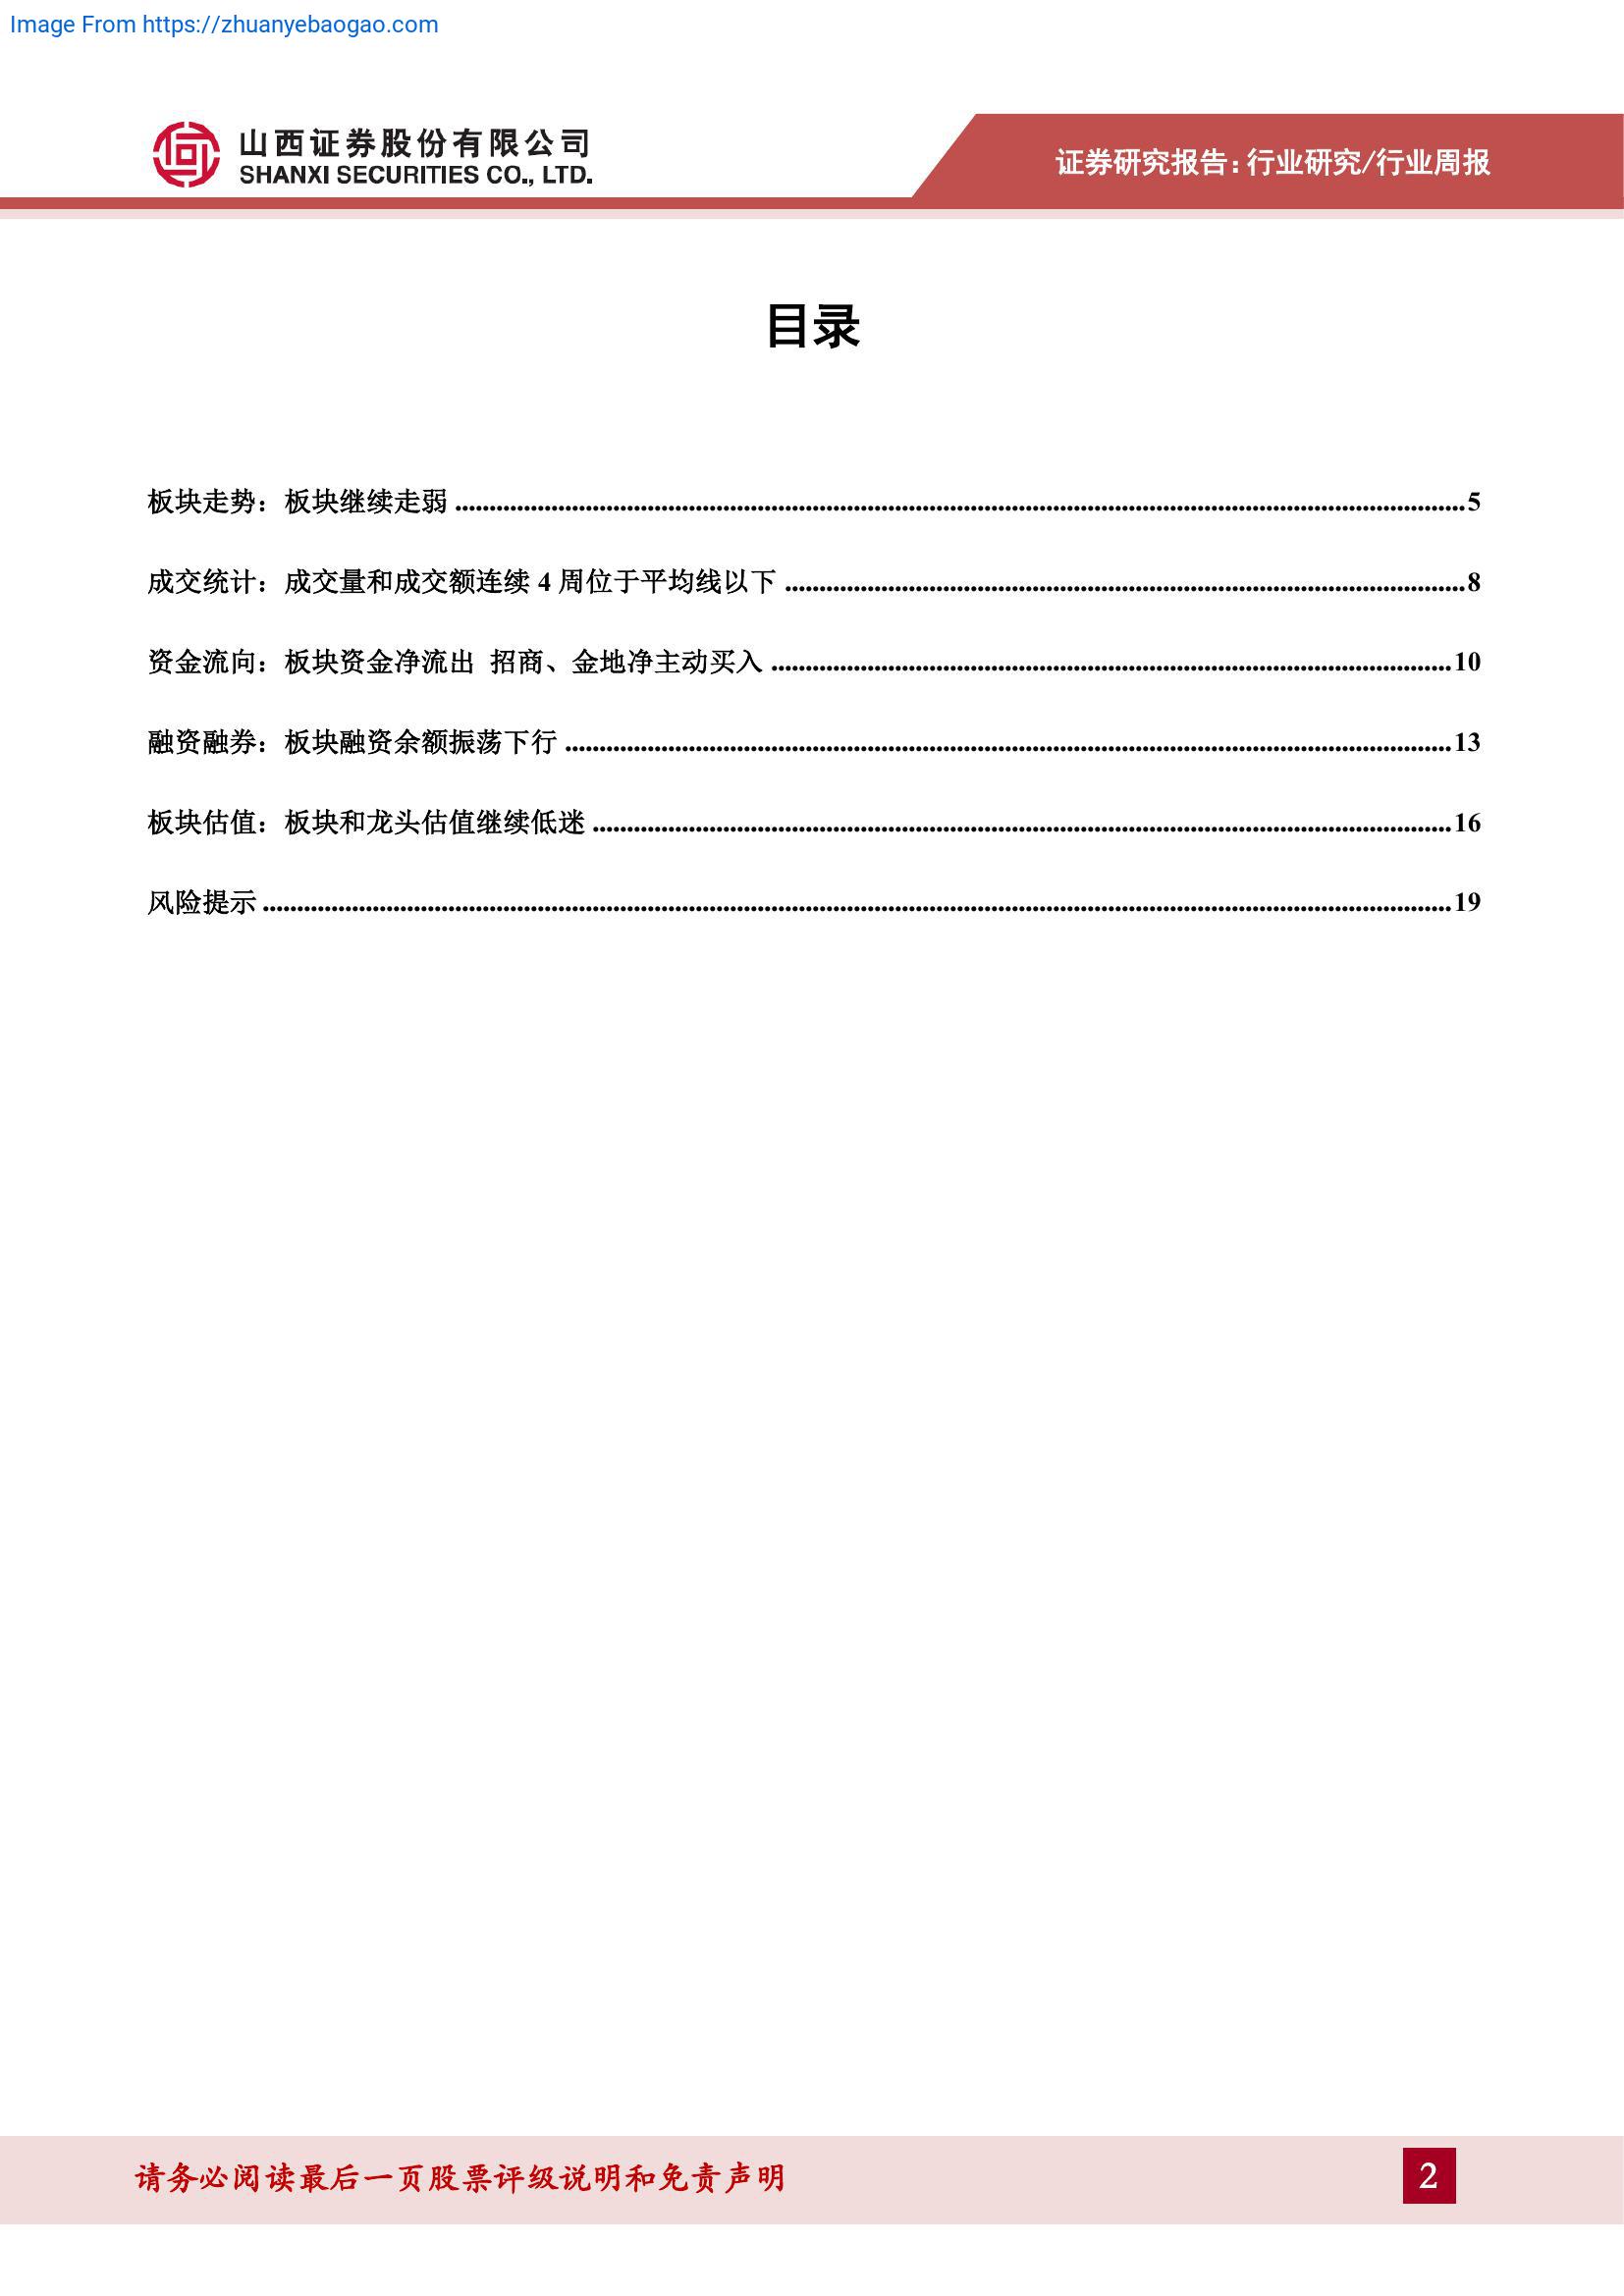 Image From https://zhuanyebaogao.com
山西证券股份有限公司
SHANXI SECURITIES CO., LTD.
证券研究报告：行业研究/行业周报
目录
板块走势：板块继续走弱 5
成交统计：成交量和成交额连续 4 周位于平均线以下 8
资金流向：板块资金净流出 招商、金地净主动买入 10
融资融券：板块融资余额振荡下行 13
板块估值：板块和龙头估值继续低迷 16
风险提示 19
请务必阅读最后一页股票评级说明和免责声明
2